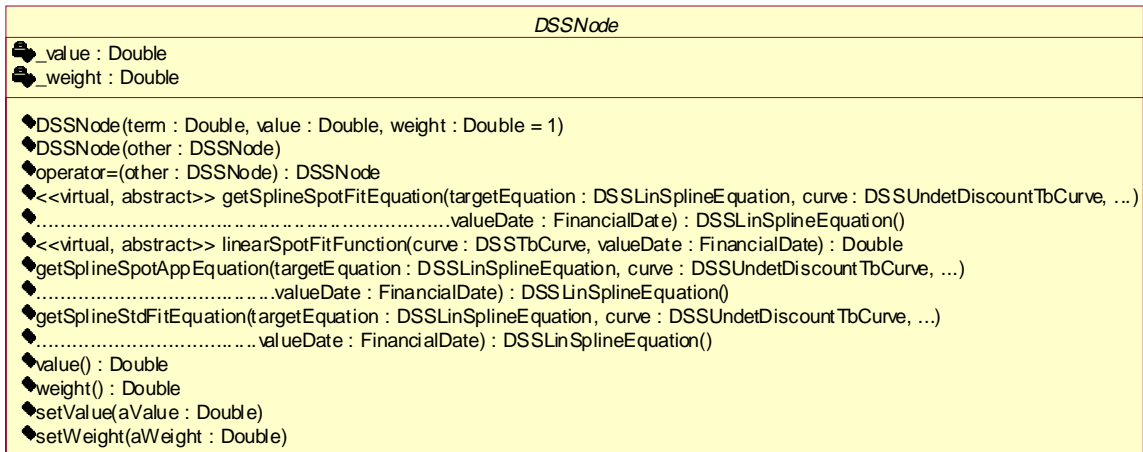 DSSNode
_value : Double
_weight : Double
DSSNode(term : Double, value : Double, weight : Double = 1)
DSSNode(other : DSSNode)
operator=(other : DSSNode) : DSSNode
<<virtual, abstract>> getSplineSpotFitEquation(targetEquation : DSSLinSplineEquation, curve : DSSUndetDiscountTbCurve, ...)
......................................................................valueDate : FinancialDate) : DSSLinSplineEquation()
<<virtual, abstract>> linearSpotFitFunction(curve : DSSTbCurve, valueDate : FinancialDate) : Double
getSplineSpotAppEquation(targetEquation : DSSLinSplineEquation, curve : DSSUndetDiscountTbCurve, ...)
........................................valueDate : FinancialDate) : DSSLinSplineEquation()
getSplineStdFitEquation(targetEquation : DSSLinSplineEquation, curve : DSSUndetDiscountTbCurve, ...)
.....................................valueDate : FinancialDate) : DSSLinSplineEquation()
value() : Double
weight() : Double
setValue(aValue : Double)
setWeight(aWeight : Double)